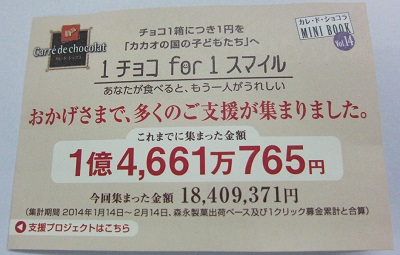 チョコ1箱につき1円を
「カカオの国の子どもたち」へ
1チョコ for 1スマイル
あなたが食べると、もう一人がうれしい
Carré de chocolat
カレ・ド・ショコラ
カレ・ド・ショコラ
MINI BOOK
Vol.14
おかげさまで、多くのご支援が集まりました。
これまでに集まった金額
1億4,661万765円
今回集まった金額 18,409,371円
(集計期間 2014年1月14日~2月14日、森永製菓出荷ベース及び1クリック募金累計と合算)
支援プロジェクトはこちら